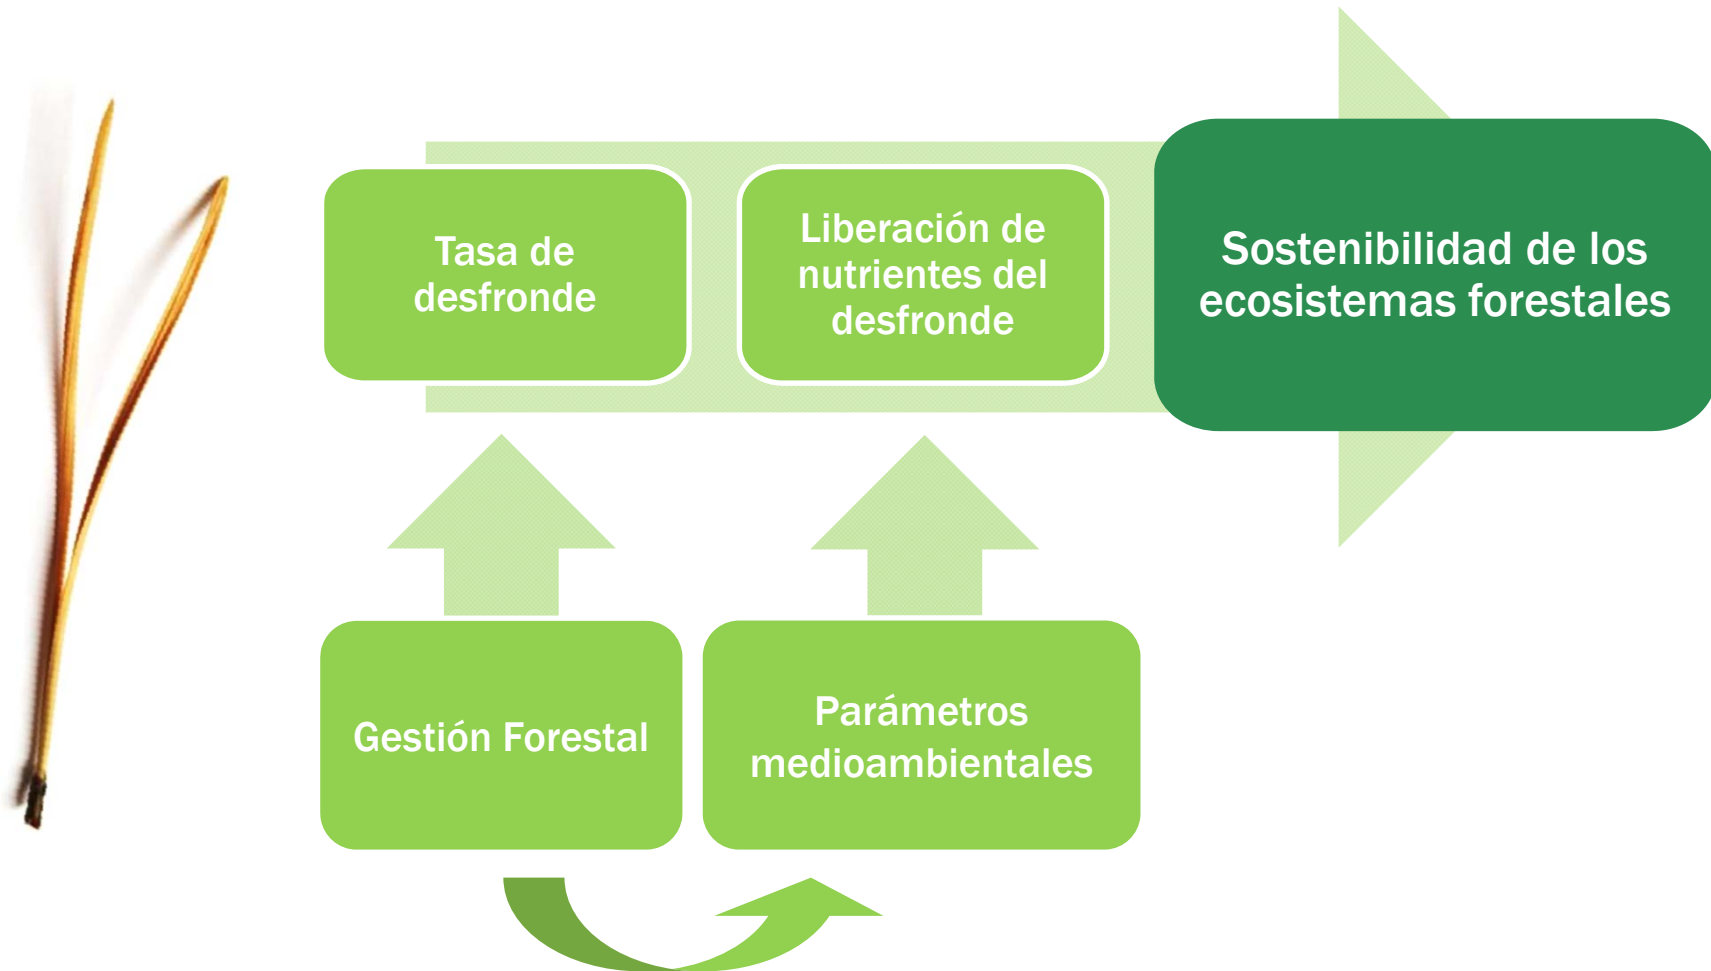 Tasa de
desfronde
Liberación de
nutrientes del
desfronde
Sostenibilidad de los
ecosistemas forestales
Gestión Forestal
Parámetros
medioambientales